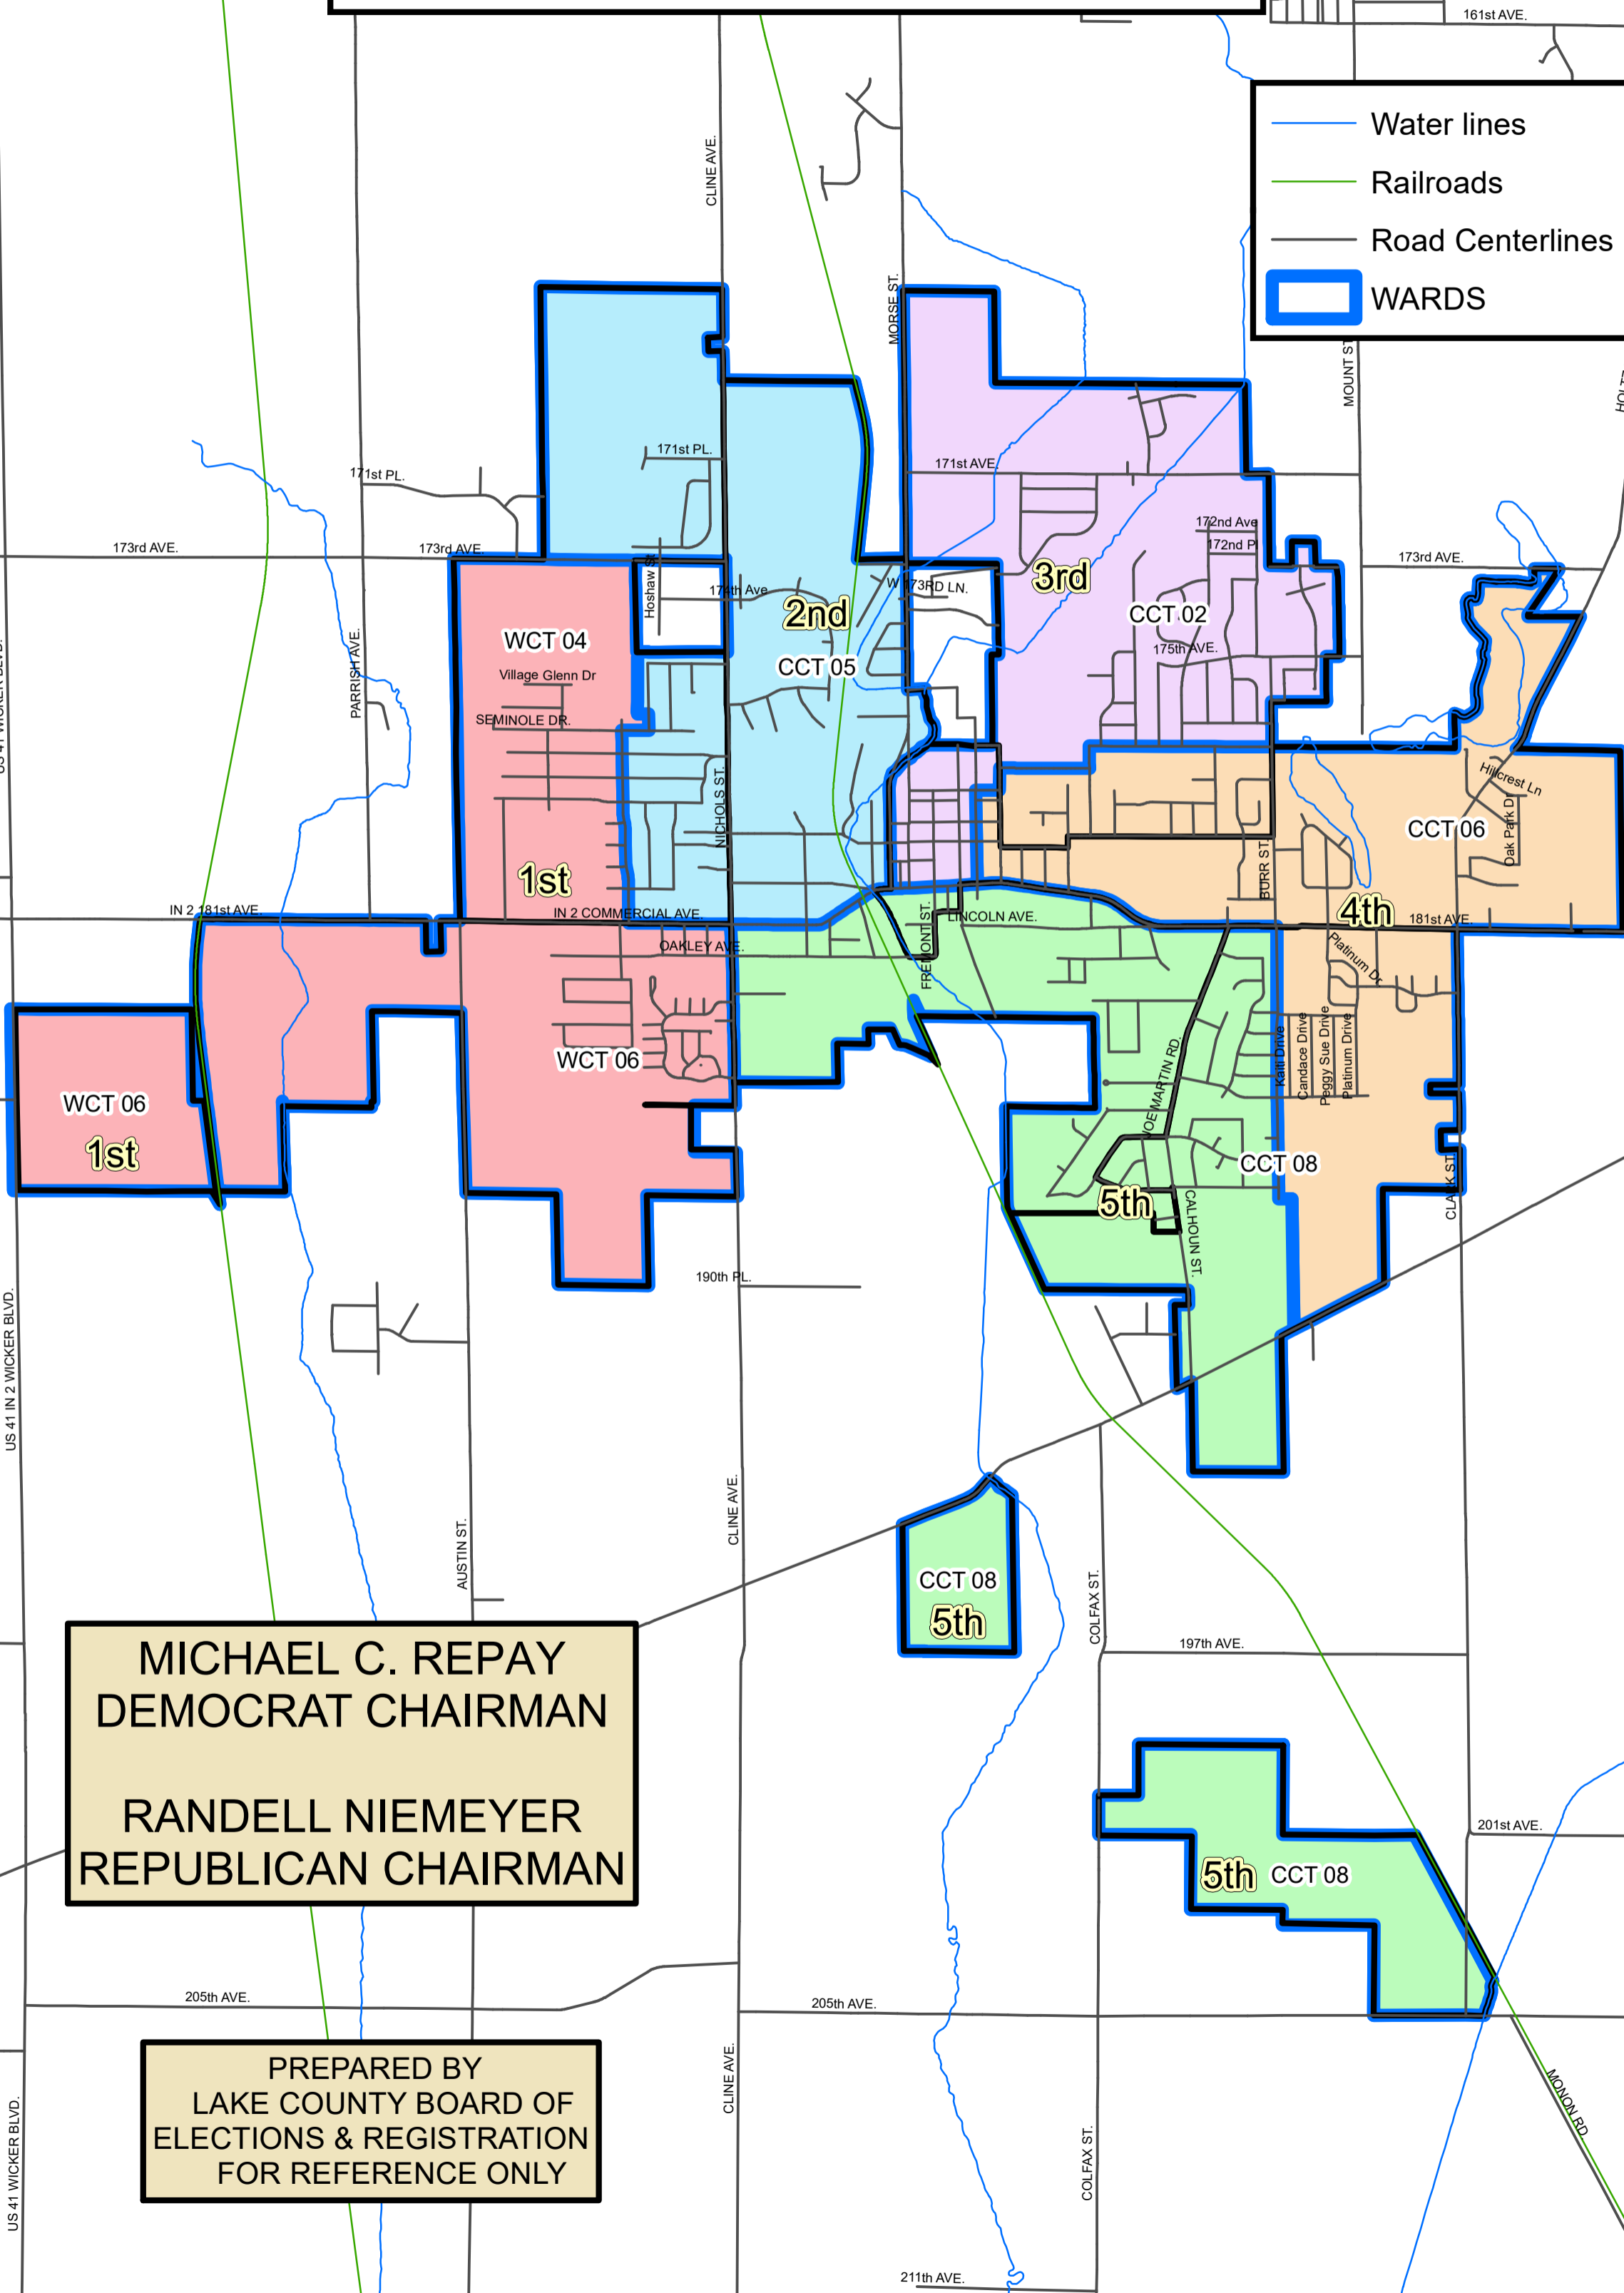 161st AVE.
Water lines
Railroads
Road Centerlines
WARDS
CLINE AVE.
MORSE ST.
MOUNT ST
171st PL.
171st PL.
171st AVE.
172nd Ave
172nd Pl
173rd AVE.
173rd AVE.
173rd AVE.
W 173RD LN.
174th Ave
Hoshaw St
3rd
2nd
CCT 02
WCT 04
CCT 05
175th AVE.
PARRISH AVE.
Village Glenn Dr
SEMINOLE DR.
NICHOLS ST.
Hillcrest Ln
Oak Park Dr
CCT 06
BURR ST.
1st
4th
IN 2 181st AVE.
IN 2 COMMERCIAL AVE.
LINCOLN AVE.
181st AVE.
OAKLEY AVE.
FREMONT ST.
Platinum Dr
Kaiti Drive
Candace Drive
Peggy Sue Drive
Platinum Drive
JOE MARTIN RD.
WCT 06
WCT 06
1st
CCT 08
5th
CLARK ST.
CALHOUN ST.
190th PL.
US 41 IN 2 WICKER BLVD.
AUSTIN ST.
CLINE AVE.
CCT 08
5th
COLFAX ST.
197th AVE.
MICHAEL C. REPAY
DEMOCRAT CHAIRMAN
RANDELL NIEMEYER
REPUBLICAN CHAIRMAN
201st AVE.
5th CCT 08
205th AVE.
205th AVE.
PREPARED BY
LAKE COUNTY BOARD OF
ELECTIONS & REGISTRATION
FOR REFERENCE ONLY
US 41 WICKER BLVD.
CLINE AVE.
COLFAX ST.
MONON RD.
211th AVE.